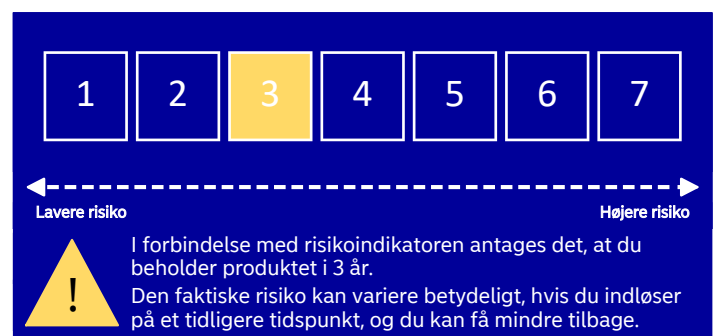 1 2 3 4 5 6 7
Lavere risiko Højere risiko
!
I forbindelse med risikoindikatoren antages det, at du
beholder produktet i 3 år.
Den faktiske risiko kan variere betydeligt, hvis du indløser
på et tidligere tidspunkt, og du kan få mindre tilbage.